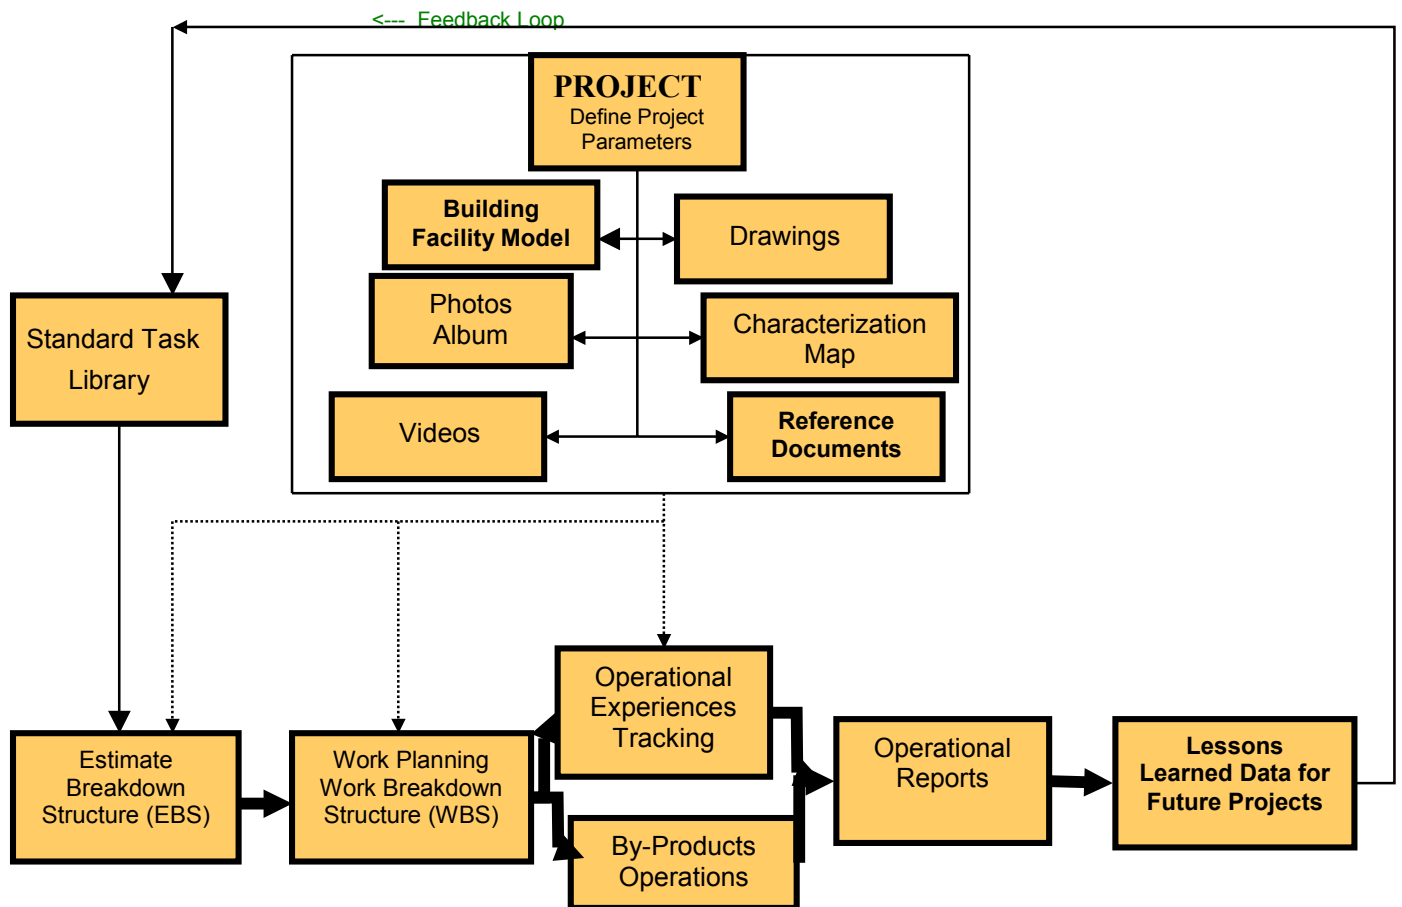 <--- Feedback Loop
PROJECT
Define Project
Parameters
Building
Facility Model
Drawings
Photos
Album
Characterization
Map
Videos
Reference
Documents
Standard Task
Library
Operational
Experiences
Tracking
Estimate
Breakdown
Structure (EBS)
Work Planning
Work Breakdown
Structure (WBS)
By-Products
Operations
Operational
Reports
Lessons
Learned Data for
Future Projects